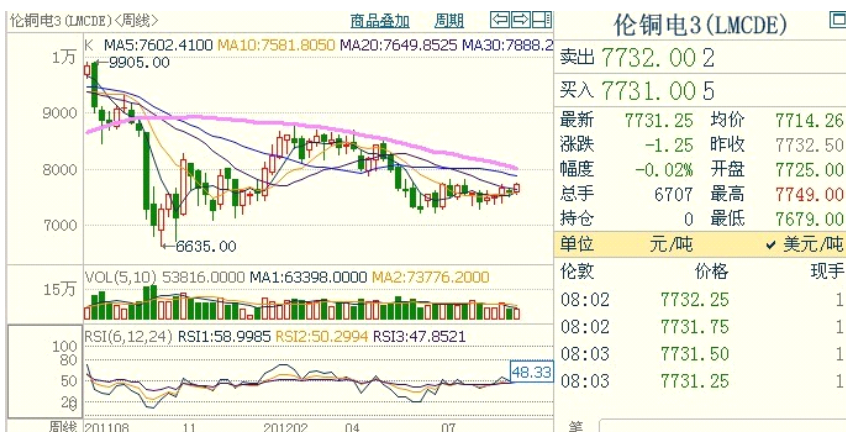 伦铜电3(LMCDE)<周线>
商品叠加 周期
K MA5:7602.4100 MA10:7581.8050 MA20:7649.8525 MA30:7888.2
1万
9905.00
9000
8000
7000
6635.00
VOL(5,10) 53816.0000 MA1:63398.0000 MA2:73776.2000
15万
RSI(6,12,24) RSI1:58.9985 RSI2:50.2994 RSI3:47.8521
100
80
50
20
0
48.33
周线 201108 11 201202 04 07
伦铜电3(LMCDE)
卖出 7732.00 2
买入 7731.00 5
最新 7731.25 均价 7714.26
涨跌 -1.25 昨收 7732.50
幅度 -0.02% 开盘 7725.00
总手 6707 最高 7749.00
持仓 0 最低 7679.00
单位 元/吨 ✓ 美元/吨
伦敦 价格 现手
08:02 7732.25 1
08:02 7731.75 1
08:03 7731.50 1
08:03 7731.25 1
笔